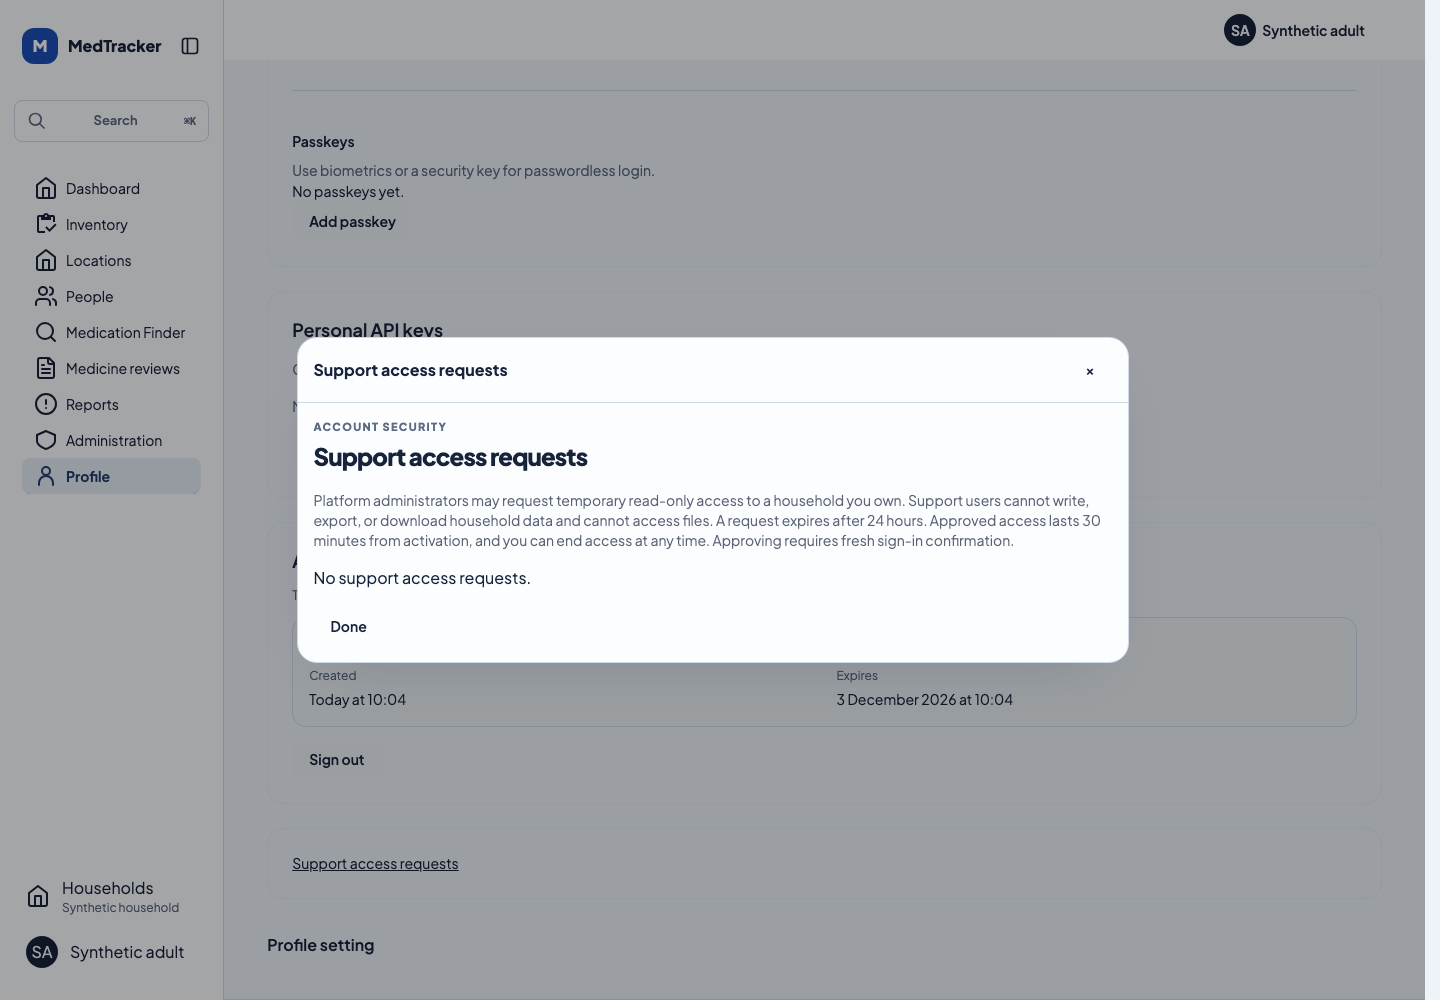 M MedTracker
Search ⌘K
Dashboard
Inventory
Locations
People
Medication Finder
Medicine reviews
Reports
Administration
Profile
Households
Synthetic household
SA Synthetic adult
SA Synthetic adult
Passkeys
Use biometrics or a security key for passwordless login.
No passkeys yet.
Add passkey
Personal API keys
Support access requests ×
ACCOUNT SECURITY
Support access requests
Platform administrators may request temporary read-only access to a household you own. Support users cannot write,
export, or download household data and cannot access files. A request expires after 24 hours. Approved access lasts 30
minutes from activation, and you can end access at any time. Approving requires fresh sign-in confirmation.
No support access requests.
Done
Created Expires
Today at 10:04 3 December 2026 at 10:04
Sign out
Support access requests
Profile setting